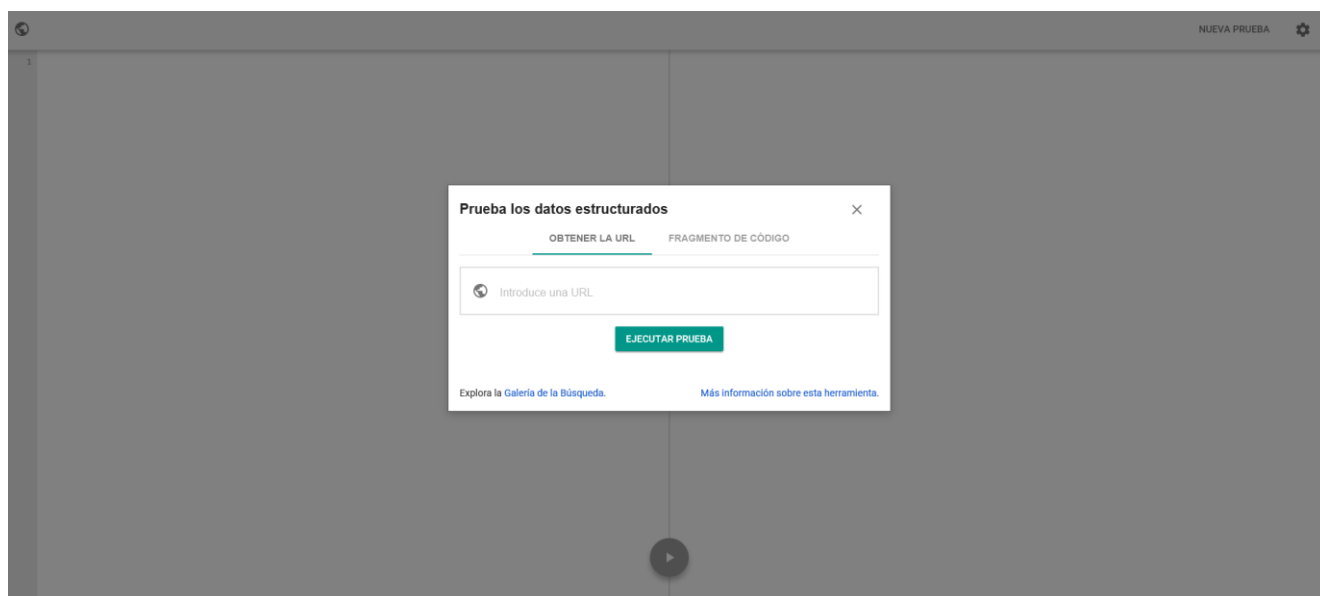 NUEVA PRUEBA
1
Prueba los datos estructurados
OBTENER LA URL FRAGMENTO DE CÓDIGO
Introduce una URL
EJECUTAR PRUEBA
Explora la Galería de la Búsqueda. Más información sobre esta herramienta.